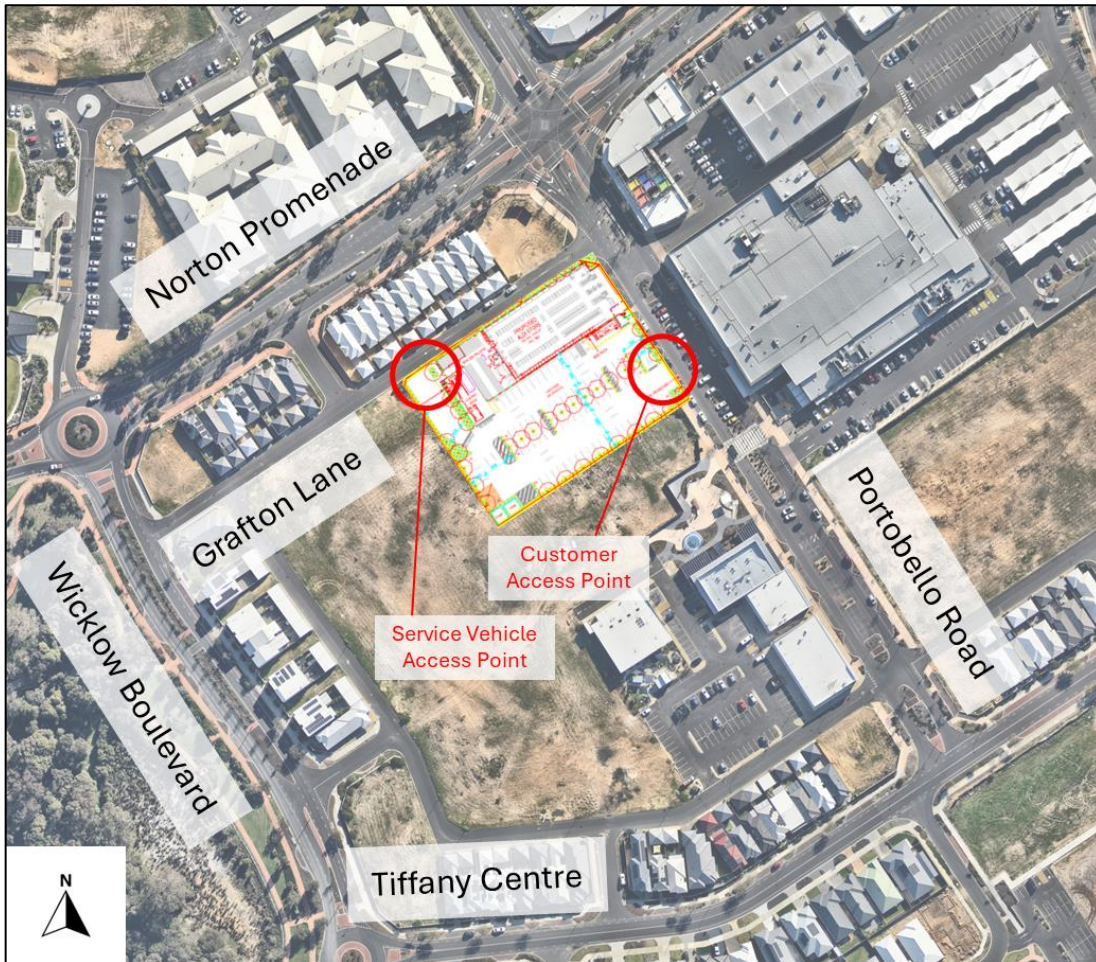 Norton Promenade
Grafton Lane
Wicklow Boulevard
Portobello Road
Customer
Access Point
Service Vehicle
Access Point
Tiffany Centre
N